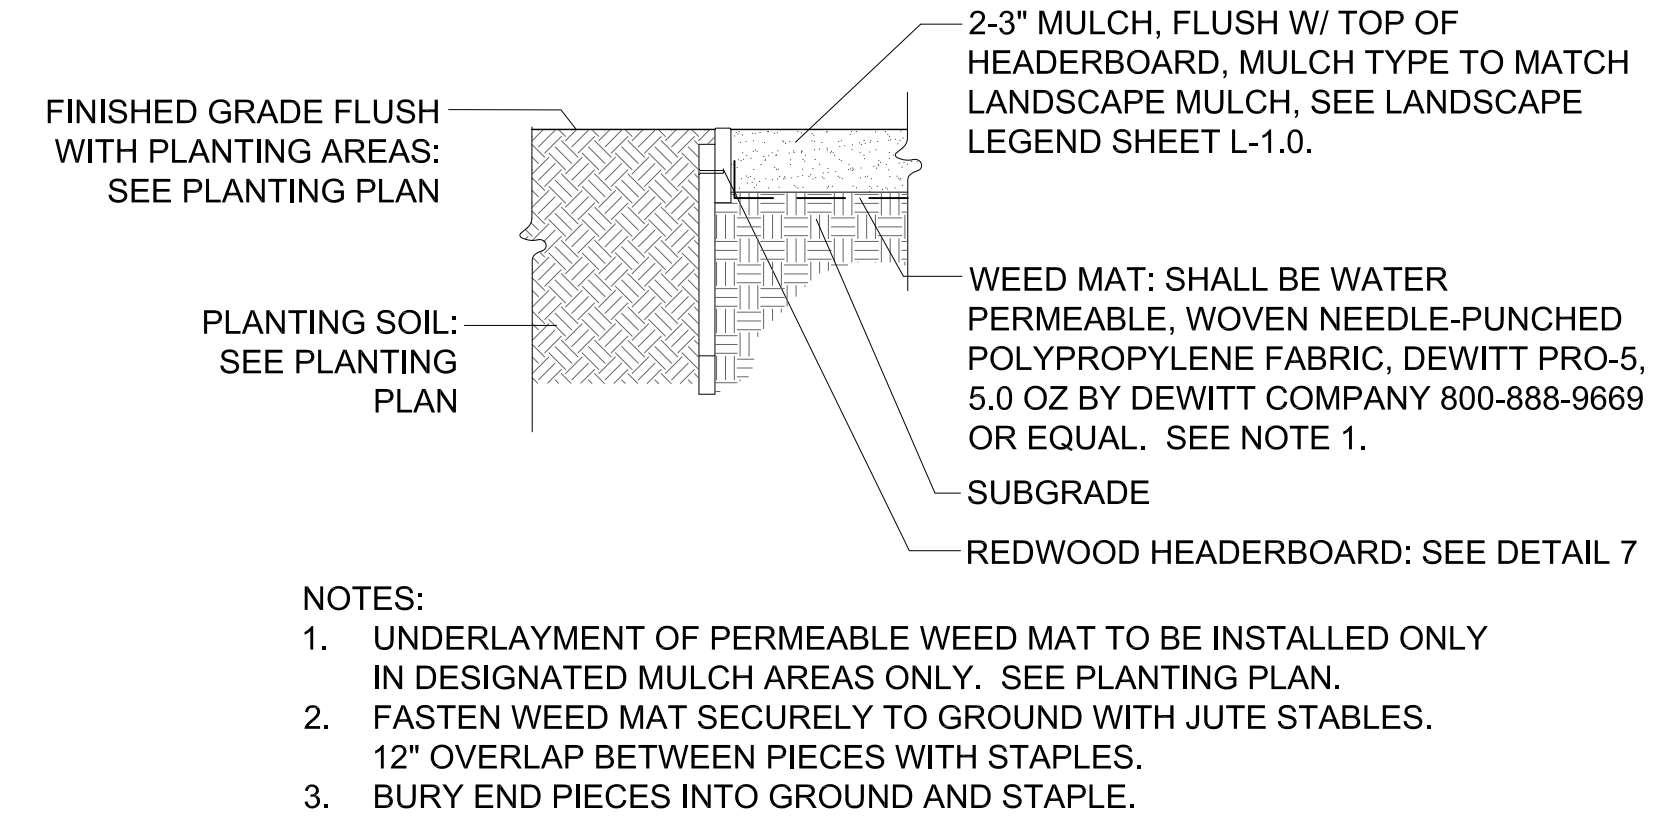 2-3" MULCH, FLUSH W/ TOP OF
HEADERBOARD, MULCH TYPE TO MATCH
LANDSCAPE MULCH, SEE LANDSCAPE
LEGEND SHEET L-1.0.
FINISHED GRADE FLUSH
WITH PLANTING AREAS:
SEE PLANTING PLAN
PLANTING SOIL:
SEE PLANTING
PLAN
WEED MAT: SHALL BE WATER
PERMEABLE, WOVEN NEEDLE-PUNCHED
POLYPROPYLENE FABRIC, DEWITT PRO-5,
5.0 OZ BY DEWITT COMPANY 800-888-9669
OR EQUAL. SEE NOTE 1.
SUBGRADE
REDWOOD HEADERBOARD: SEE DETAIL 7
NOTES:
1. UNDERLAYMENT OF PERMEABLE WEED MAT TO BE INSTALLED ONLY
IN DESIGNATED MULCH AREAS ONLY. SEE PLANTING PLAN.
2. FASTEN WEED MAT SECURELY TO GROUND WITH JUTE STABLES.
12" OVERLAP BETWEEN PIECES WITH STAPLES.
3. BURY END PIECES INTO GROUND AND STAPLE.